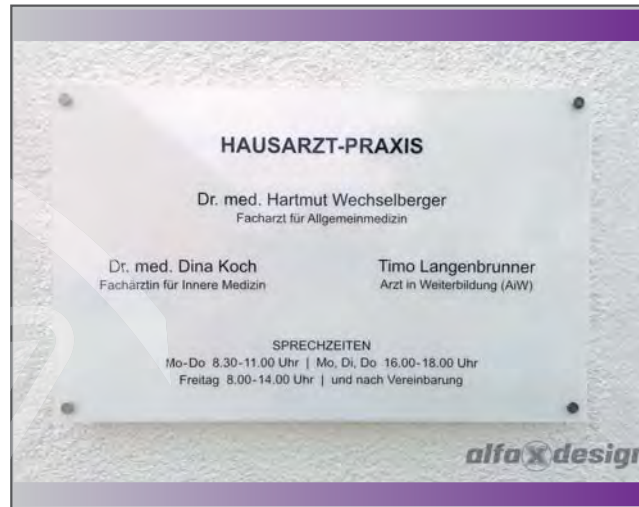 HAUSARZT-PRAXIS
Dr. med. Hartmut Wechselberger
Facharzt für Allgemeinmedizin
Dr. med. Dina Koch
Fachärztin für Innere Medizin
Timo Langenbrunner
Arzt in Weiterbildung (AiW)
SPRECHZEITEN
Mo-Do 8.30-11.00 Uhr | Mo, Di, Do 16.00-18.00 Uhr
Freitag 8.00-14.00 Uhr | und nach Vereinbarung
alfaxdesign